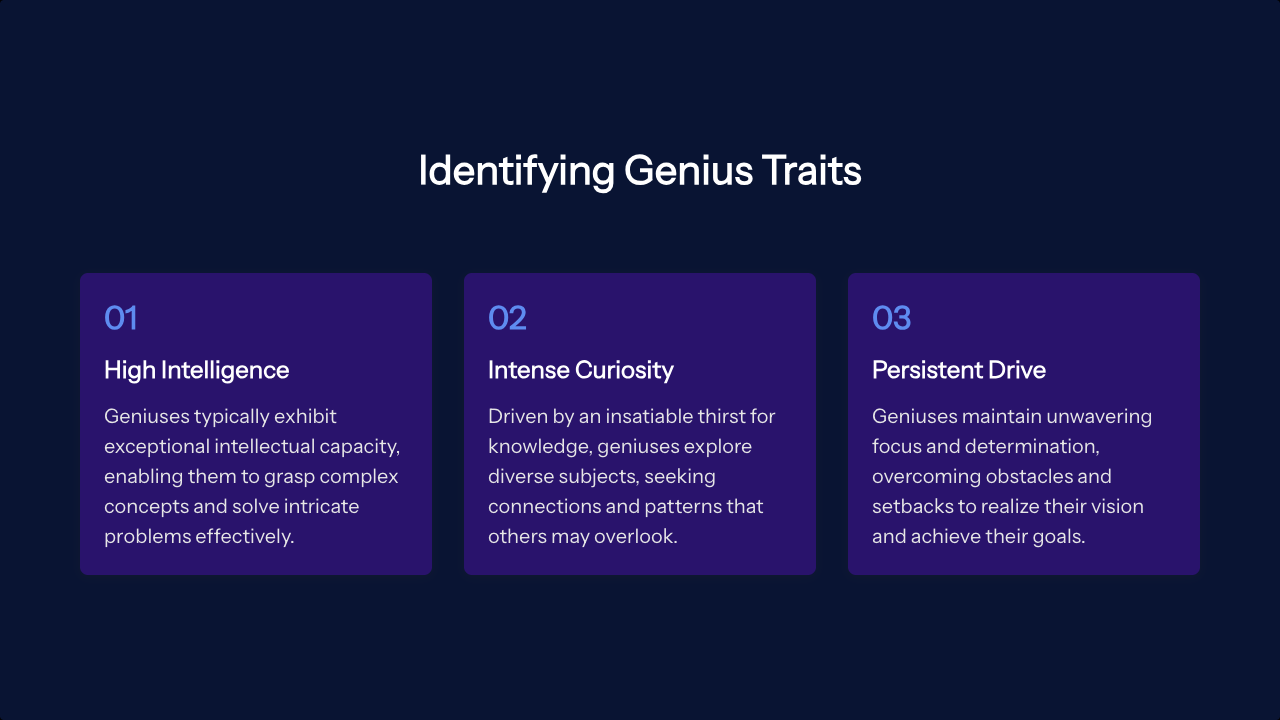 Identifying Genius Traits
01
High Intelligence
Geniuses typically exhibit
exceptional intellectual capacity,
enabling them to grasp complex
concepts and solve intricate
problems effectively.
02
Intense Curiosity
Driven by an insatiable thirst for
knowledge, geniuses explore
diverse subjects, seeking
connections and patterns that
others may overlook.
03
Persistent Drive
Geniuses maintain unwavering
focus and determination,
overcoming obstacles and
setbacks to realize their vision
and achieve their goals.